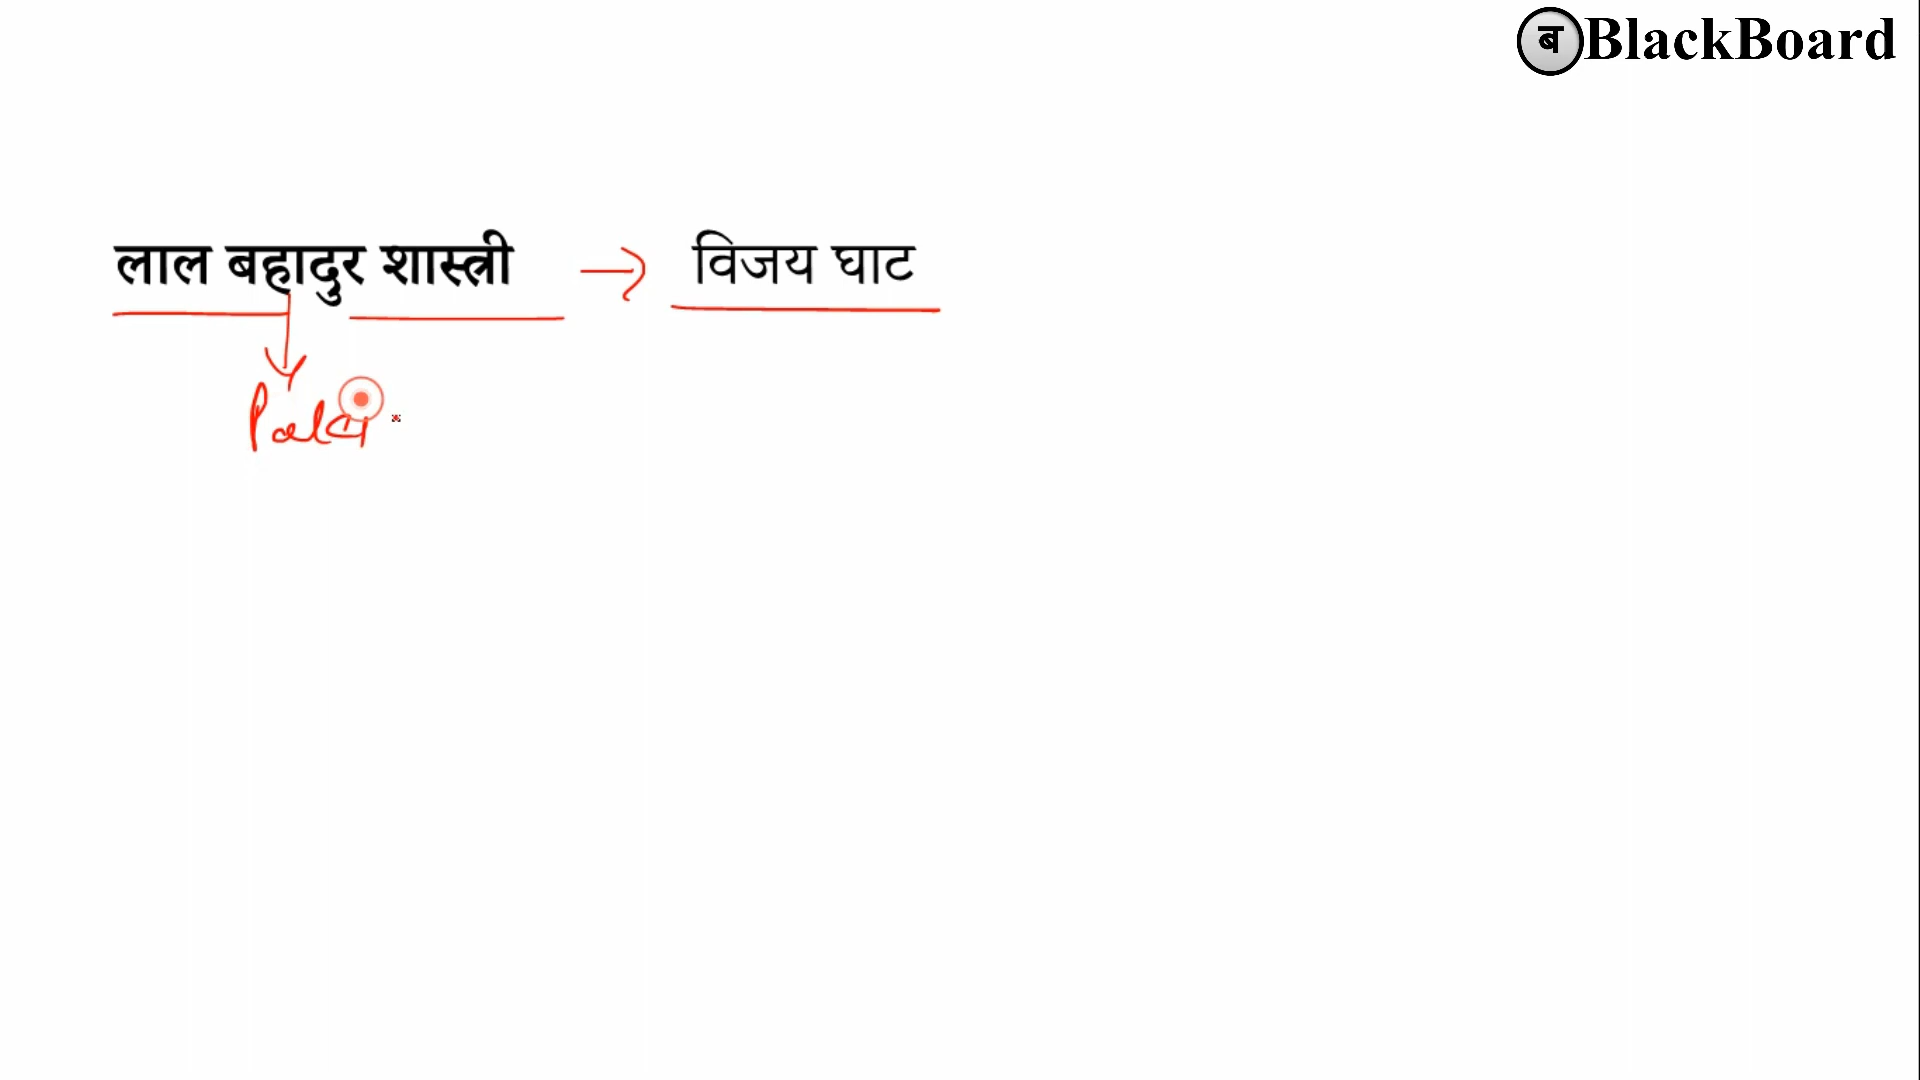 ब BlackBoard
लाल बहादुर शास्त्री → विजय घाट